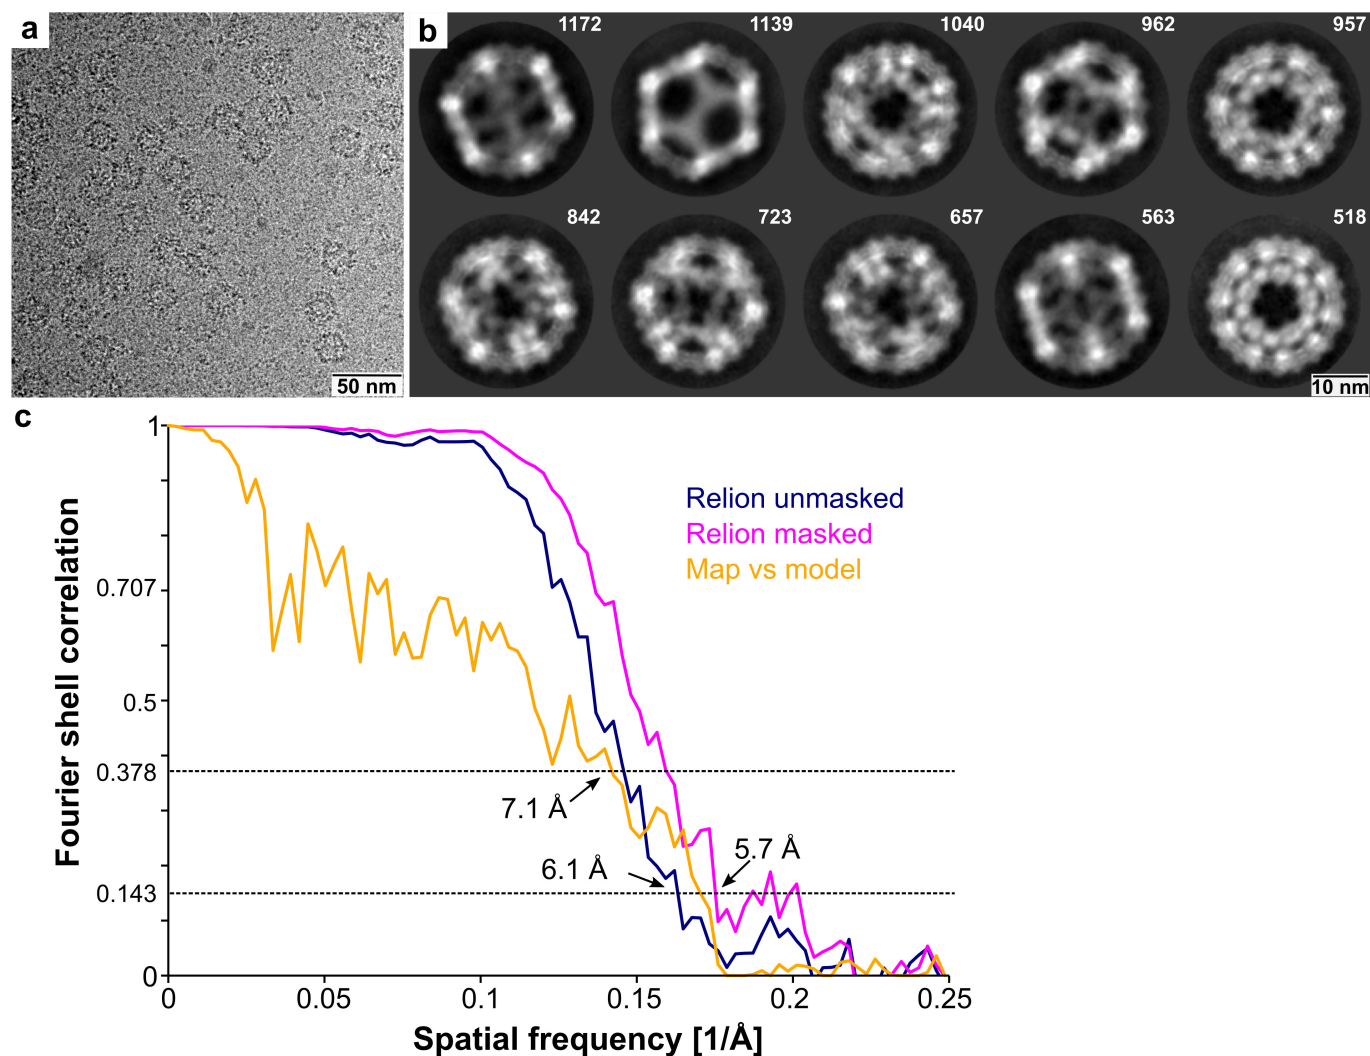 a
50 nm
b
1172
1139
1040
962
957
842
723
657
563
518
10 nm
c
Fourier shell correlation
1
0.707
0.5
0.378
0.143
0
Relion unmasked
Relion masked
Map vs model
7.1 Å
6.1 Å
5.7 Å
0
0.05
0.1
0.15
0.2
0.25
Spatial frequency [1/Å]